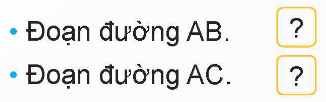 • Đoạn đường AB. ?
• Đoạn đường AC. ?